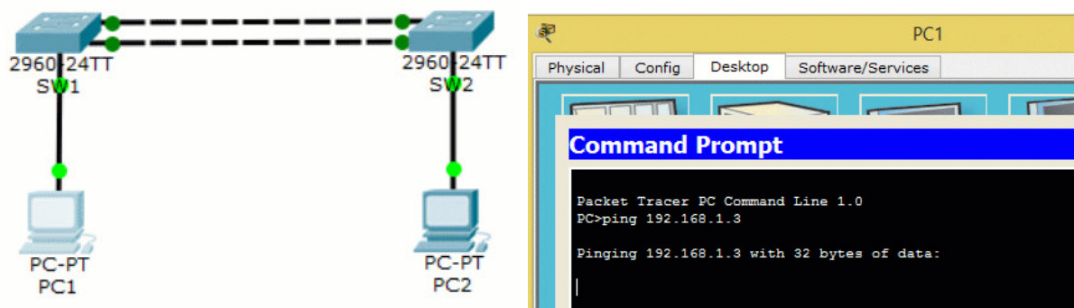 2960-24TT
SW1
2960-24TT
SW2
PC-PT
PC1
PC-PT
PC2
PC1
Physical Config Desktop Software/Services
Command Prompt
Packet Tracer PC Command Line 1.0
PC>ping 192.168.1.3
Pinging 192.168.1.3 with 32 bytes of data: